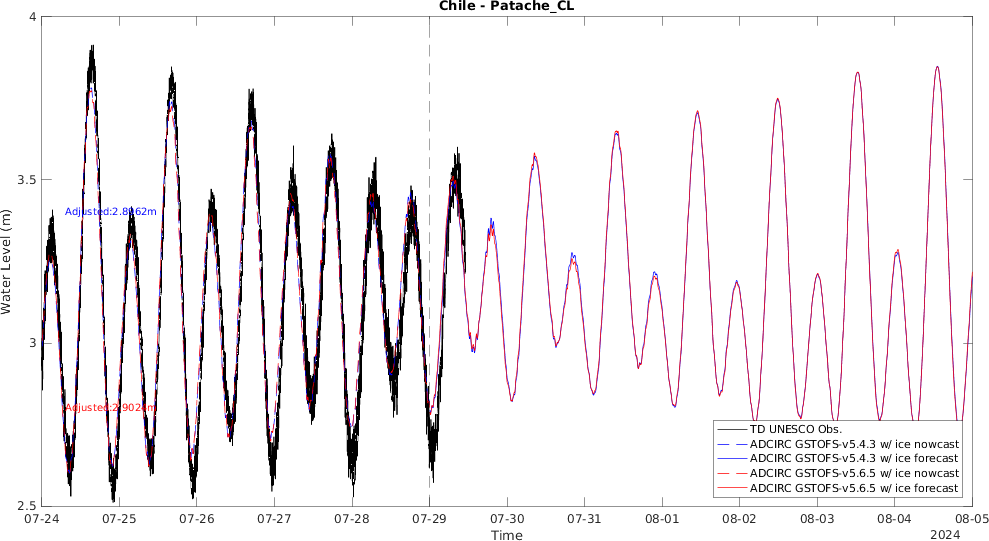 Chile - Patache_CL
4
3.5
3
2.5
Water Level (m)
Adjusted:2.8962m
Adjusted:2.9024m
TD UNESCO Obs.
ADCIRC GSTOFS-v5.4.3 w/ ice nowcast
ADCIRC GSTOFS-v5.4.3 w/ ice forecast
ADCIRC GSTOFS-v5.6.5 w/ ice nowcast
ADCIRC GSTOFS-v5.6.5 w/ ice forecast
07-24 07-25 07-26 07-27 07-28 07-29 07-30 07-31 08-01 08-02 08-03 08-04 08-05
Time
2024